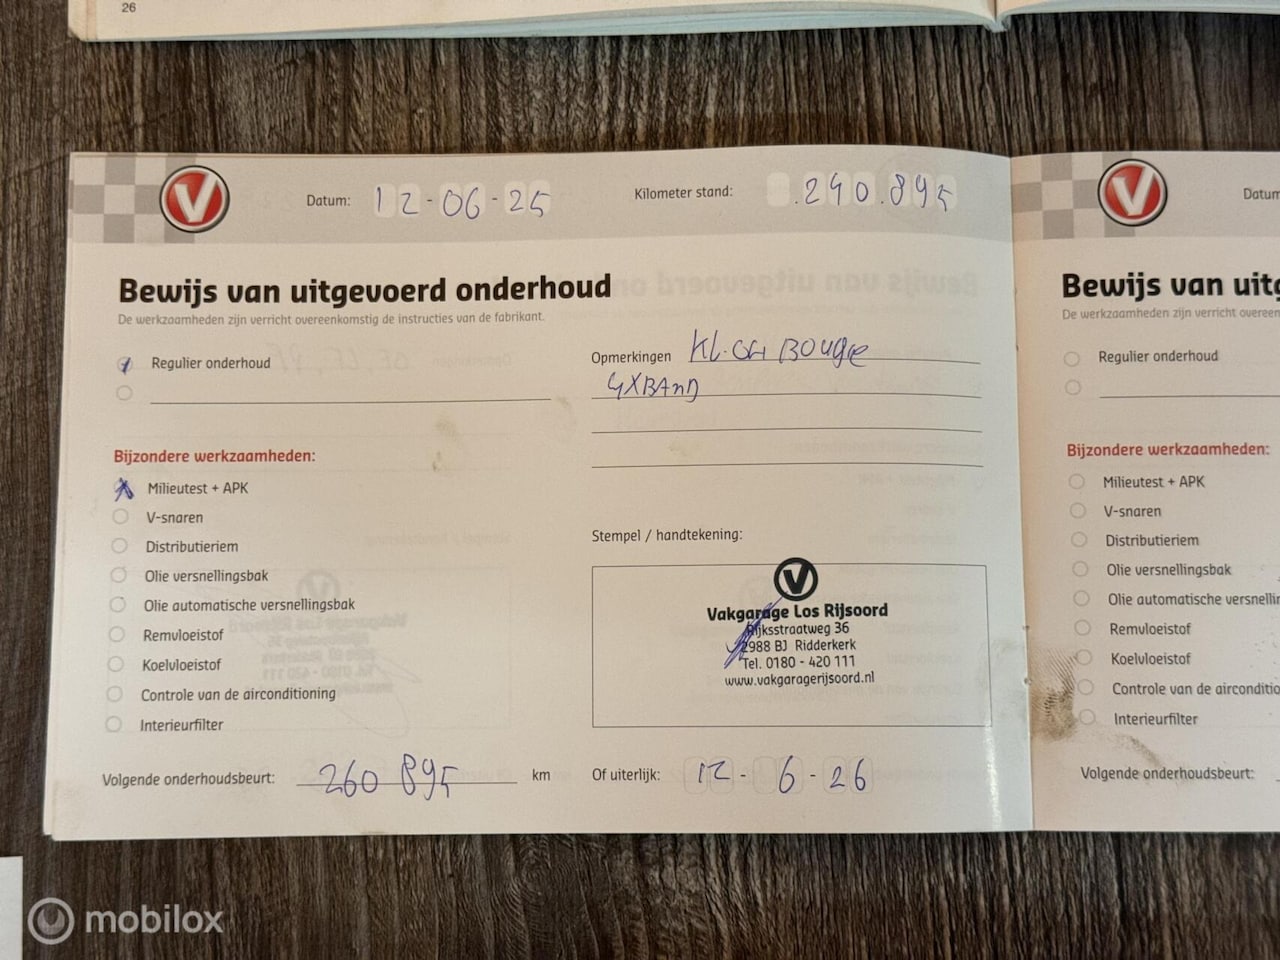 26
V
Datum: 12-06-25
Kilometer stand: .240.895
Bewijs van uitgevoerd onderhoud
De werkzaamheden zijn verricht overeenkomstig de instructies van de fabrikant.
Regulier onderhoud
Opmerkingen Kl. Bougie
4XBAND
Bijzondere werkzaamheden:
Milieutest + APK
V-snaren
Distributieriem
Olie versnellingsbak
Olie automatische versnellingsbak
Remvloeistof
Koelvloeistof
Controle van de airconditioning
Interieurfilter
Stempel / handtekening:
V
Vakgarage Los Rijsoord
Rijksstraatweg 36
2988 BJ Ridderkerk
Tel. 0180 - 420 111
www.vakgaragerijsoord.nl
Volgende onderhoudsbeurt: 260 895 km
Of uiterlijk: 12-6-26
V
Datum
Bewijs van uitg
De werkzaamheden zijn verricht overeen
Regulier onderhoud
Bijzondere werkzaamheden:
Milieutest + APK
V-snaren
Distributieriem
Olie versnellingsbak
Olie automatische versnellin
Remvloeistof
Koelvloeistof
Controle van de airconditio
Interieurfilter
Volgende onderhoudsbeurt:
mobilox